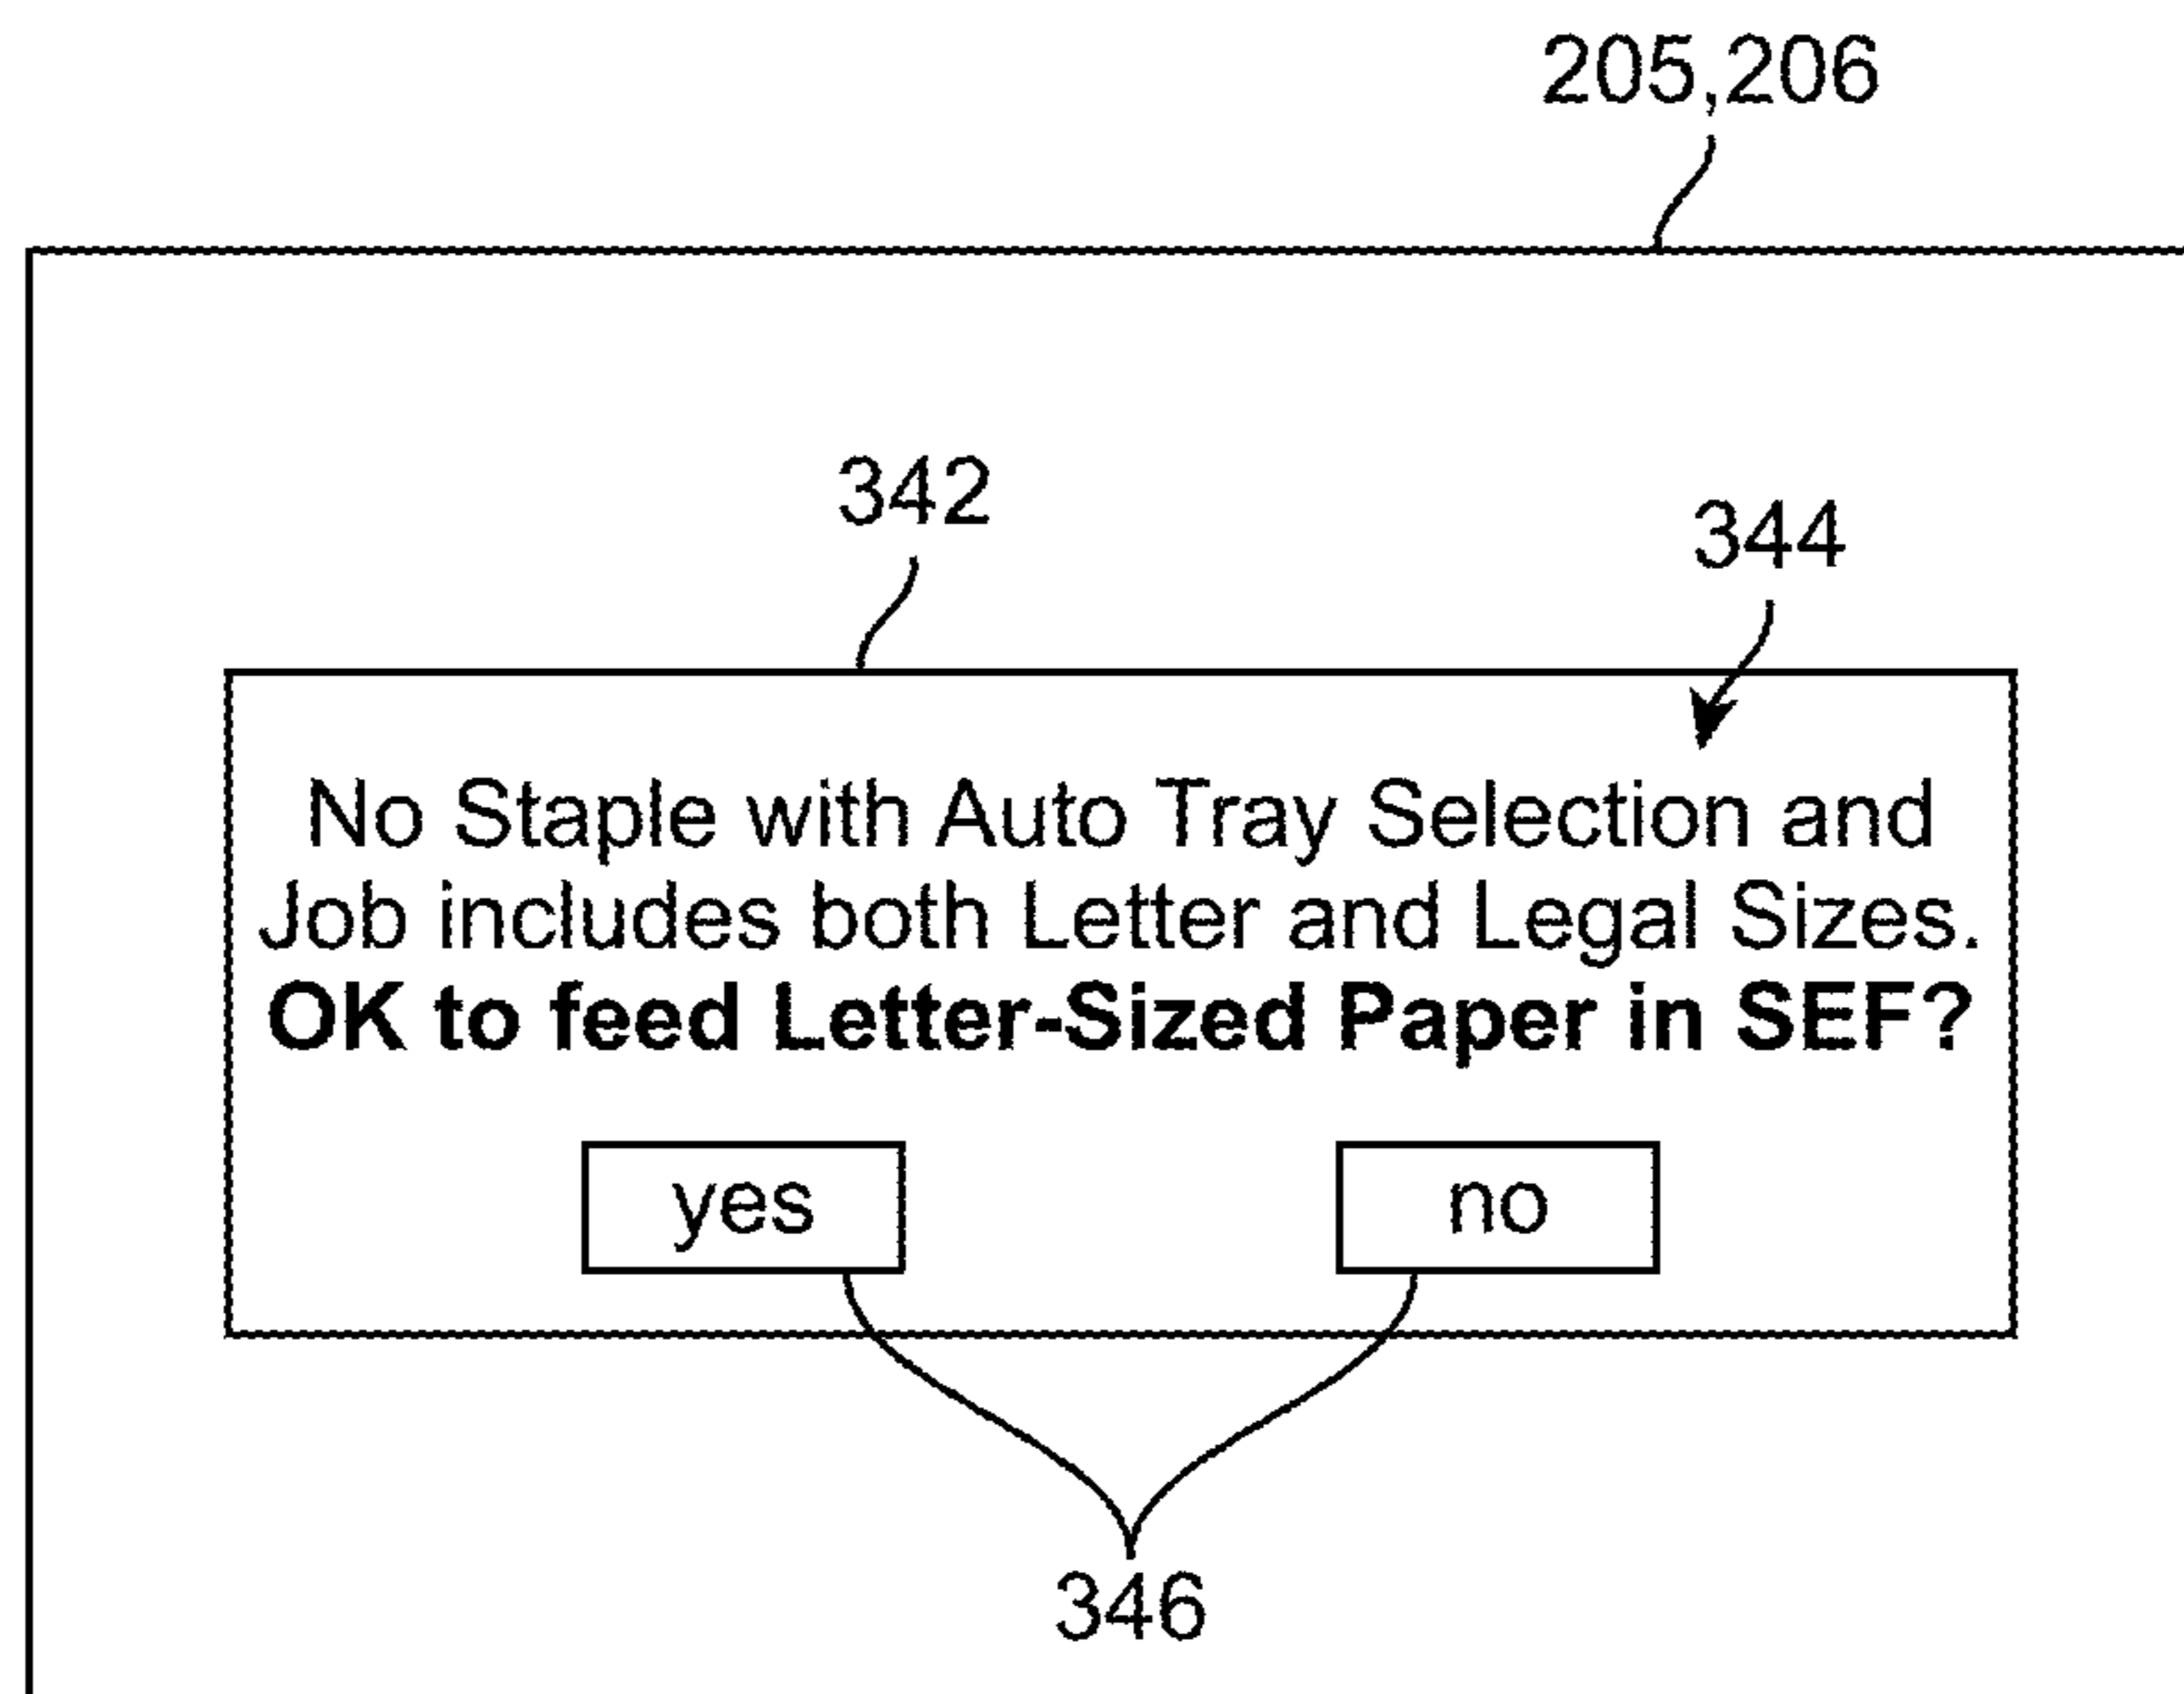 205,206
342
344
No Staple with Auto Tray Selection and
Job includes both Letter and Legal Sizes.
OK to feed Letter-Sized Paper in SEF?
yes
no
346